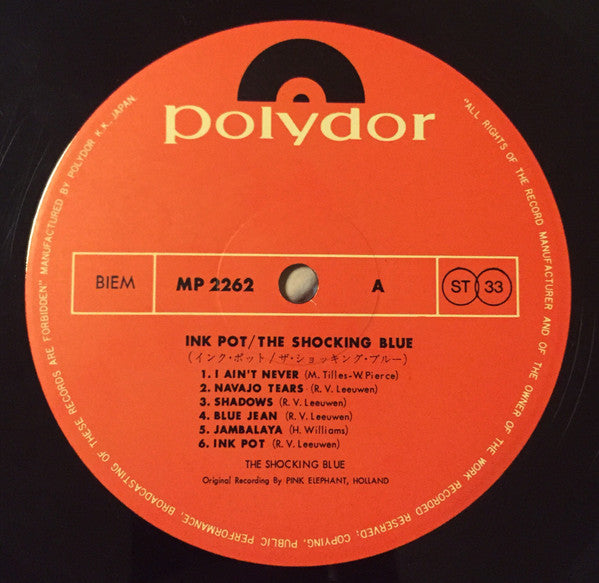 polydor
BIEM
MP 2262
A
ST 33
INK POT/THE SHOCKING BLUE
(インク・ポット/ザ・ショッキング・ブルー)
1. I AIN'T NEVER (M. Tilles-W. Pierce)
2. NAVAJO TEARS (R. V. Leeuwen)
3. SHADOWS (R. V. Leeuwen)
4. BLUE JEAN (R. V. Leeuwen)
5. JAMBALAYA (H. Williams)
6. INK POT (R. V. Leeuwen)
THE SHOCKING BLUE
Original Recording By PINK ELEPHANT, HOLLAND
"ALL RIGHTS OF THE RECORD MANUFACTURER AND OF THE OWNER OF THE WORK RECORDED RESERVED; COPYING, PUBLIC PERFORMANCE, BROADCASTING OF THESE RECORDS ARE FORBIDDEN" MANUFACTURED BY POLYDOR K.K., JAPAN.